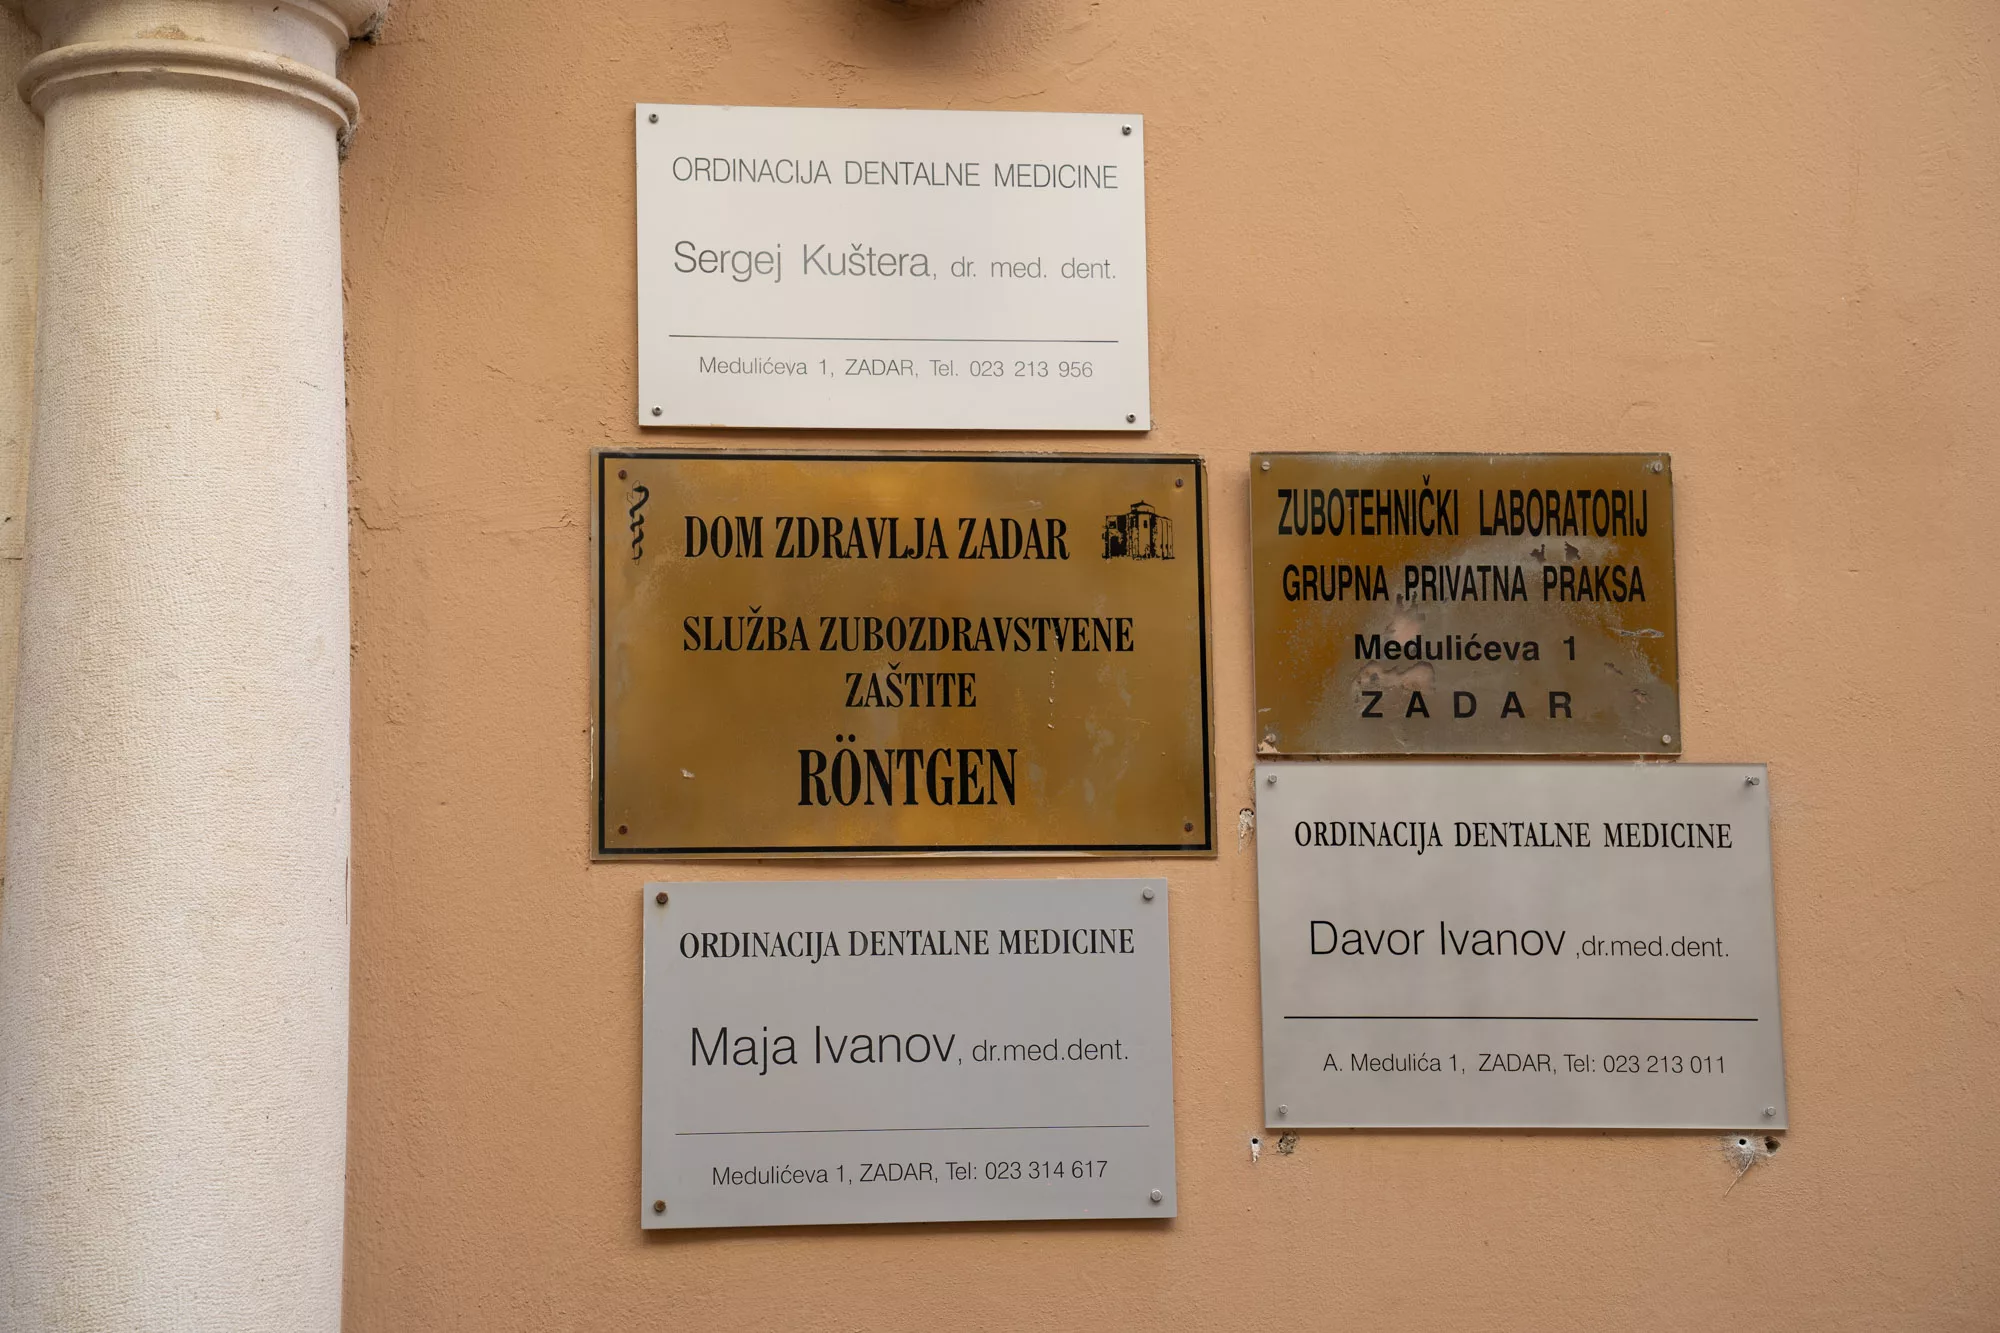 ORDINACIJA DENTALNE MEDICINE
Sergej Kuštera, dr. med. dent.
Medulićeva 1, ZADAR, Tel. 023 213 956
DOM ZDRAVLJA ZADAR
SLUŽBA ZUBOZDRAVSTVENE
ZAŠTITE
RÖNTGEN
ZUBOTEHNIČKI LABORATORIJ
GRUPNA PRIVATNA PRAKSA
Medulićeva 1
ZADAR
ORDINACIJA DENTALNE MEDICINE
Maja Ivanov, dr.med.dent.
Medulićeva 1, ZADAR, Tel: 023 314 617
ORDINACIJA DENTALNE MEDICINE
Davor Ivanov ,dr.med.dent.
A. Medulića 1, ZADAR, Tel: 023 213 011